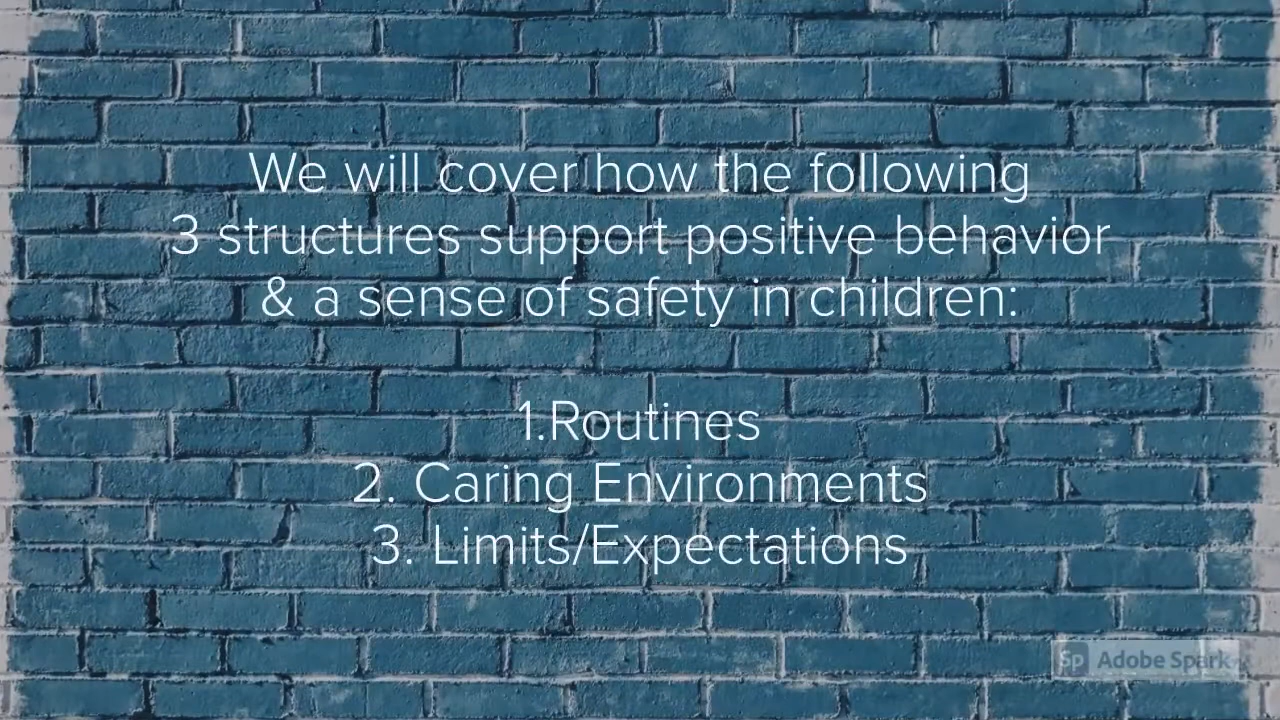 We will cover how the following
3 structures support positive behavior
& a sense of safety in children:
1.Routines
2. Caring Environments
3. Limits/Expectations
Sp Adobe Spark